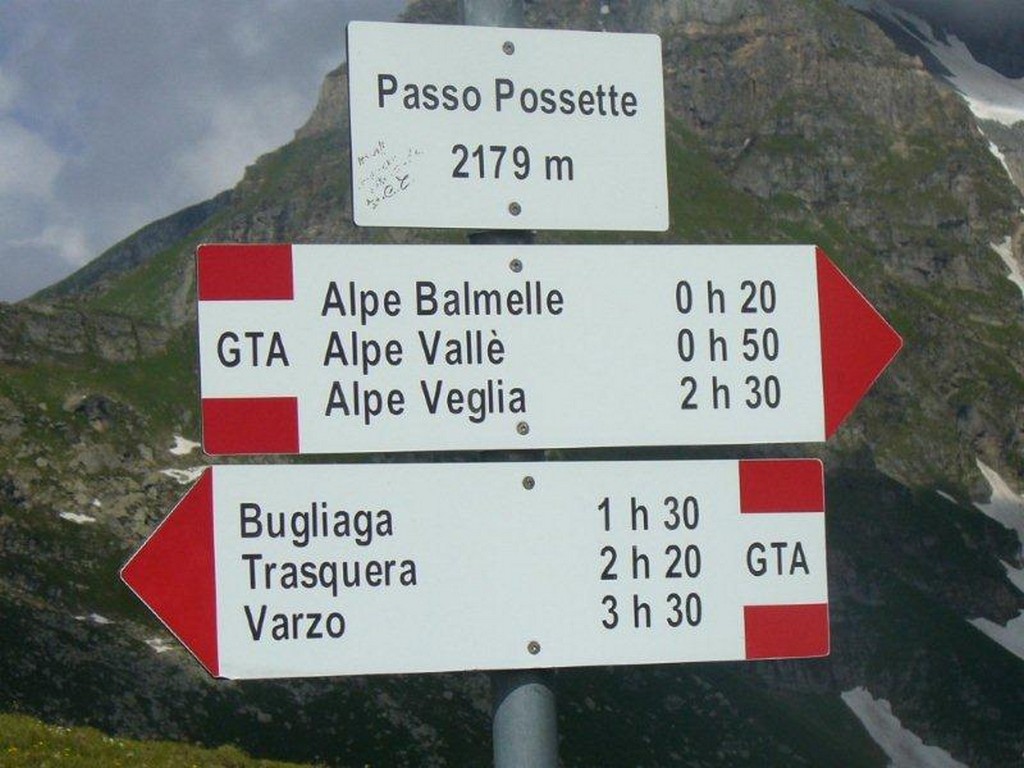 Passo Possette
2179 m
GTA
Alpe Balmelle 0 h 20
Alpe Vallè 0 h 50
Alpe Veglia 2 h 30
Bugliaga 1 h 30
Trasquera 2 h 20
Varzo 3 h 30
GTA